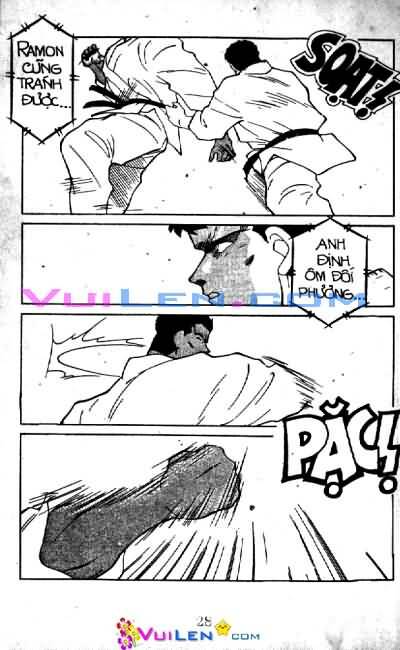 RAMON
CŨNG
TRÁNH
ĐƯỢC...
SOẠT!
ANH
ĐỊNH
ÔM ĐỐI
PHƯƠNG...
VUILEN.COM
PẶC!
28
VUILEN.COM